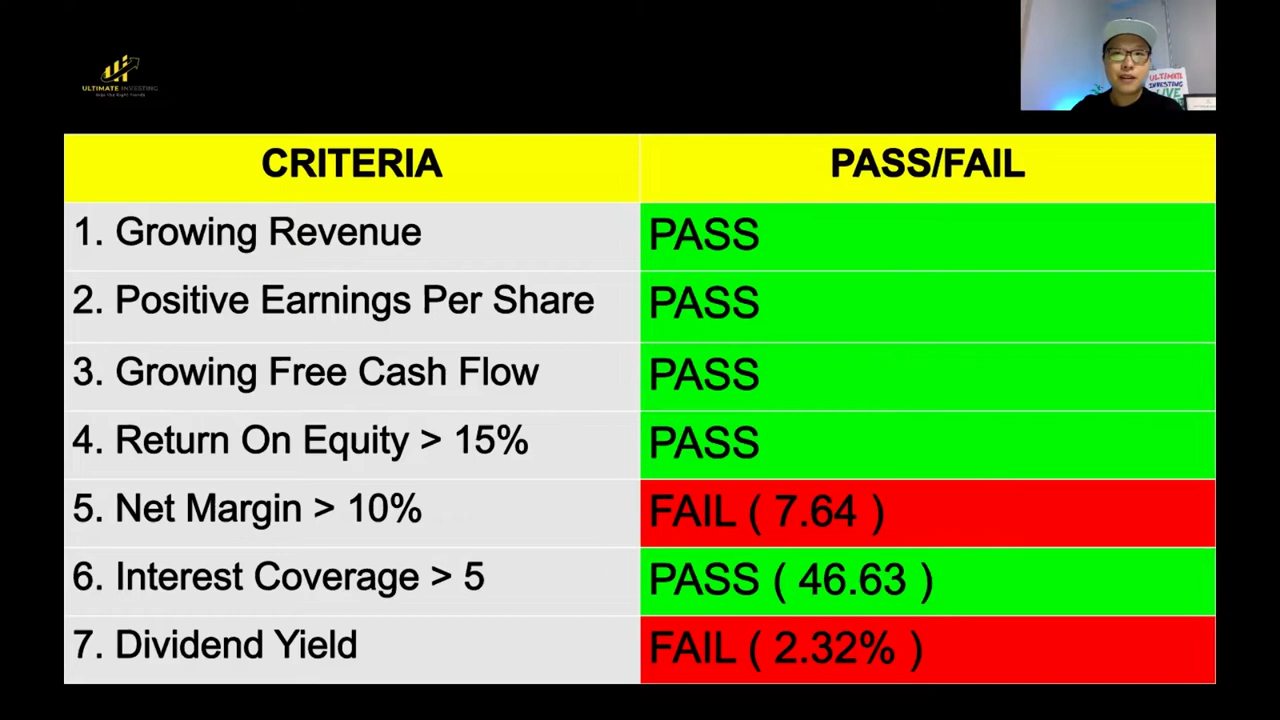 ULTIMATE INVESTING
ULTIMATE
INVESTING
CRITERIA
PASS/FAIL
1. Growing Revenue
PASS
2. Positive Earnings Per Share
PASS
3. Growing Free Cash Flow
PASS
4. Return On Equity > 15%
PASS
5. Net Margin > 10%
FAIL ( 7.64 )
6. Interest Coverage > 5
PASS ( 46.63 )
7. Dividend Yield
FAIL ( 2.32% )